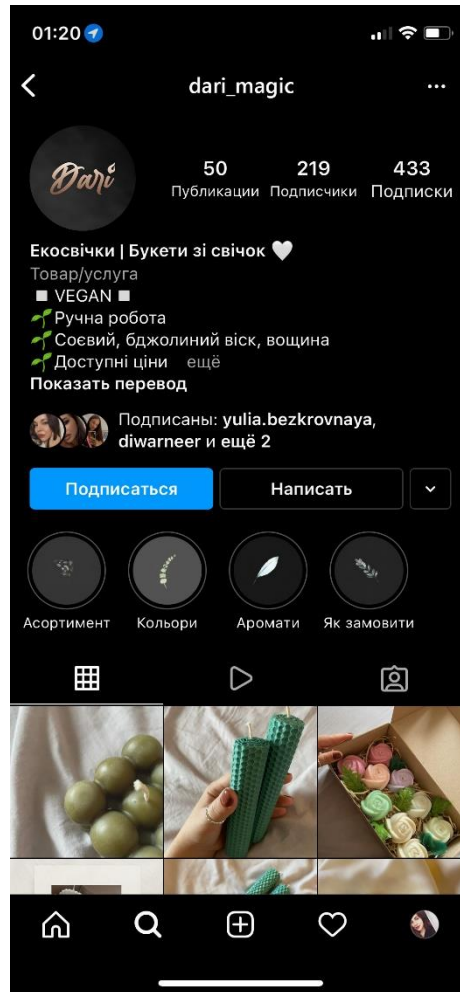 01:20
dari_magic
Dari
50 219 433
Публикации Подписчики Подписки
Екосвічки | Букети зі свічок
Товар/услуга
VEGAN
Ручна робота
Соєвий, бджолиний віск, вощина
Доступні ціни ещё
Показать перевод
Подписаны: yulia.bezkrovnaya,
diwarneer и ещё 2
Подписаться Написать
Асортимент Кольори Аромати Як замовити